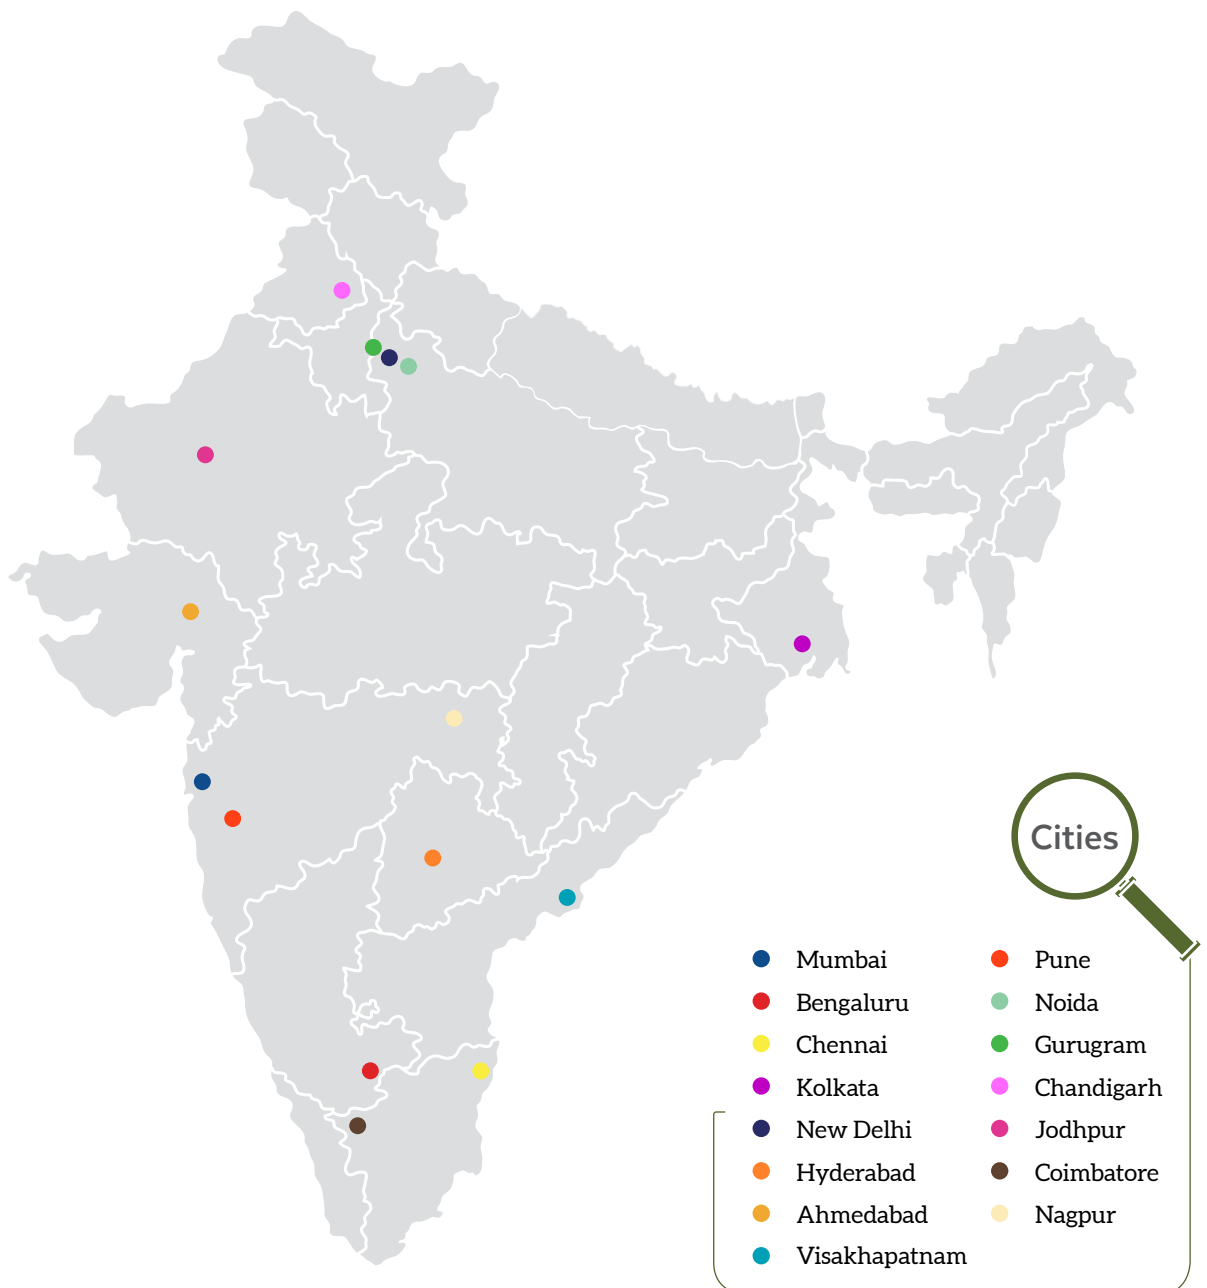 Cities
Mumbai
Bengaluru
Chennai
Kolkata
New Delhi
Hyderabad
Ahmedabad
Visakhapatnam
Pune
Noida
Gurugram
Chandigarh
Jodhpur
Coimbatore
Nagpur